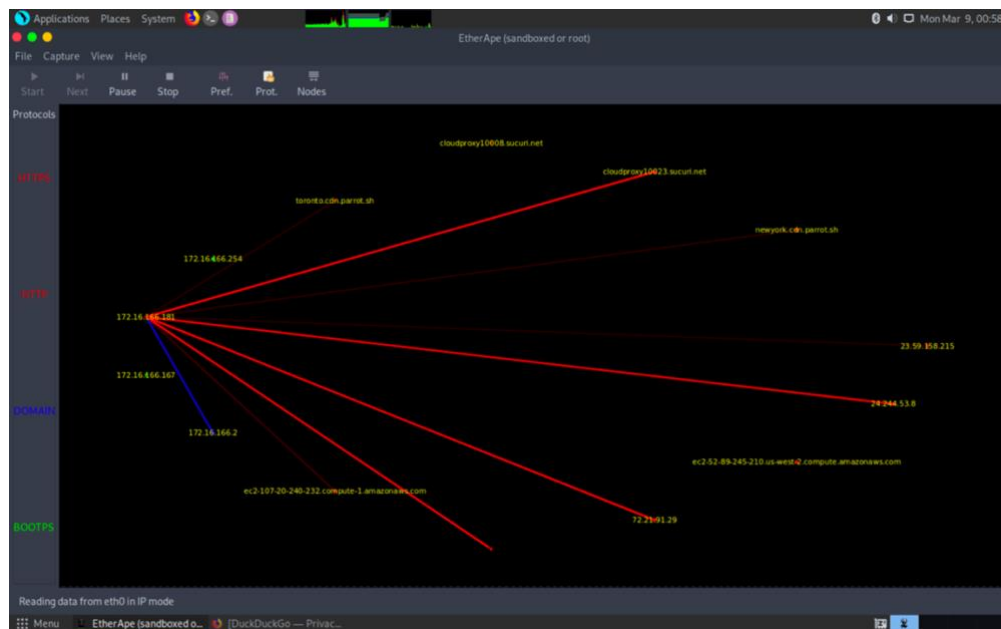 Applications Places System Mon Mar 9, 00:58
EtherApe (sandboxed or root)
File Capture View Help
Start Next Pause Stop Pref. Prot. Nodes
Protocols
cloudproxy10008.sucuri.net
cloudproxy10023.sucuri.net
HTTPS
toronto.cdn.parrot.sh
newyork.cdn.parrot.sh
172.16.166.254
HTTP
172.16.166.181
23.59.158.215
172.16.166.167
24.244.53.8
DOMAIN
172.16.166.2
ec2-52-89-245-210.us-west-2.compute.amazonaws.com
ec2-107-20-240-232.compute-1.amazonaws.com
72.21.91.29
BOOTPS
Reading data from eth0 in IP mode
Menu EtherApe (sandboxed o... [DuckDuckGo — Privac...